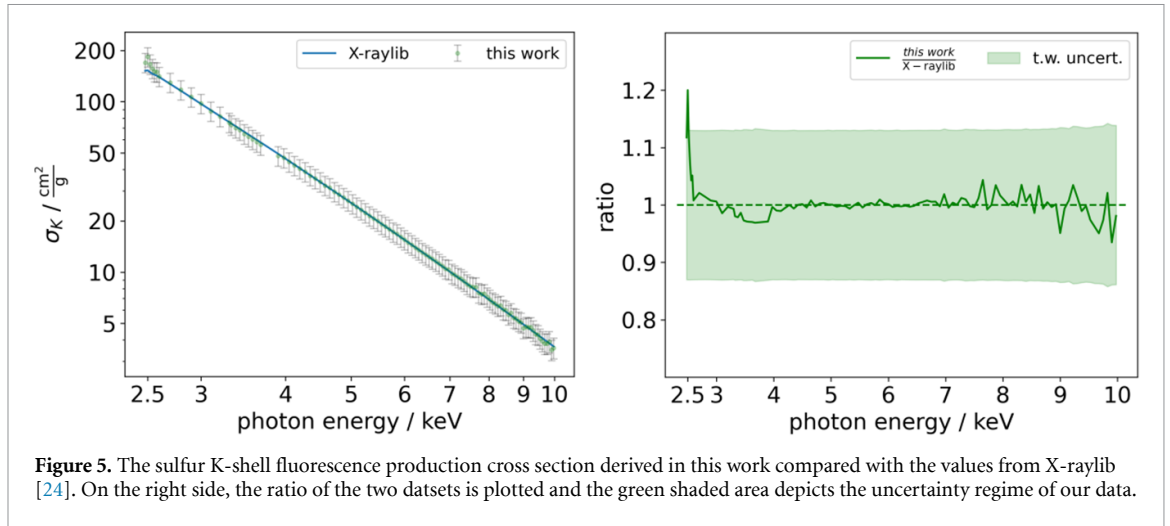 200
100
50
20
10
5
σ_K / cm²/g
X-raylib
this work
2.5 3 4 5 6 7 8 9 10
photon energy / keV
1.2
1.1
1
0.9
0.8
ratio
this work / X − raylib
t.w. uncert.
2.5 3 4 5 6 7 8 9 10
photon energy / keV
Figure 5. The sulfur K-shell fluorescence production cross section derived in this work compared with the values from X-raylib
[24]. On the right side, the ratio of the two datsets is plotted and the green shaded area depicts the uncertainty regime of our data.